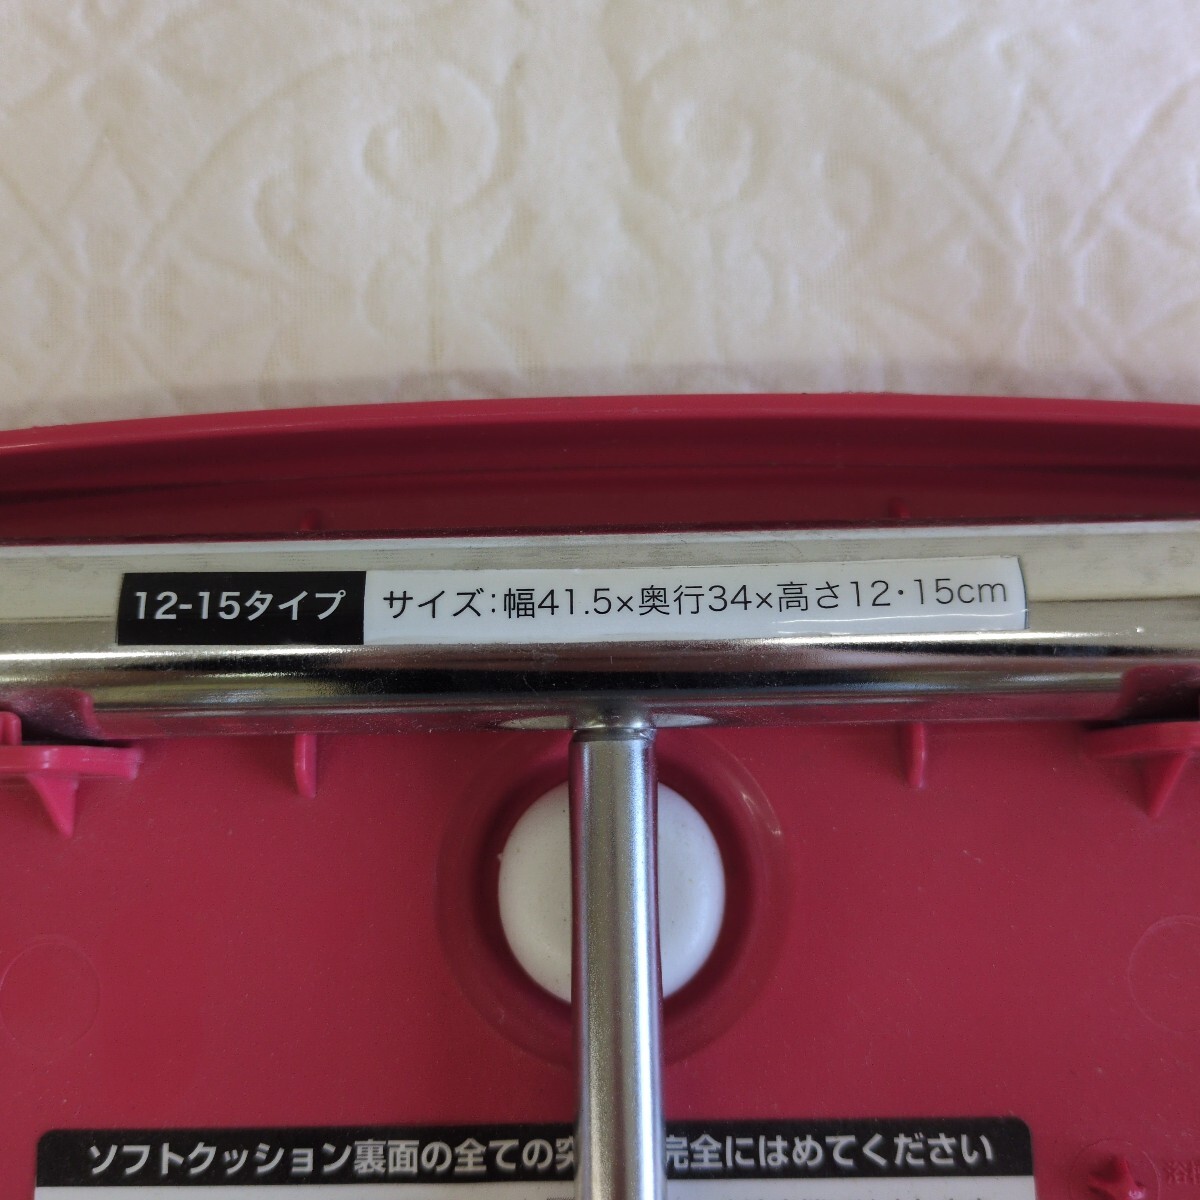 12-15タイプ サイズ：幅41.5×奥行34×高さ12・15cm
ソフトクッション裏面の全ての突 完全にはめてください